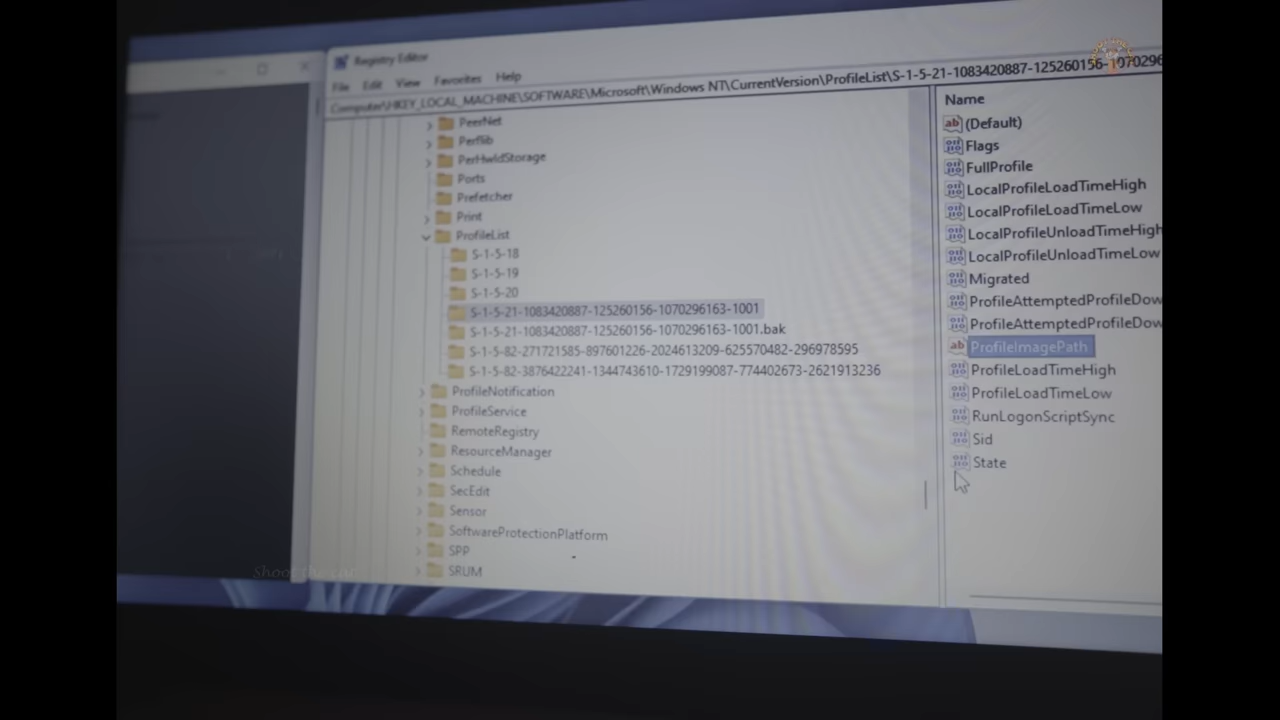 Registry Editor
File Edit View Favorites Help
Computer\HKEY_LOCAL_MACHINE\SOFTWARE\Microsoft\Windows NT\CurrentVersion\ProfileList\S-1-5-21-1083420887-125260156-1070296
PeerNet
Perflib
PerHwIdStorage
Ports
Prefetcher
Print
ProfileList
S-1-5-18
S-1-5-19
S-1-5-20
S-1-5-21-1083420887-125260156-1070296163-1001
S-1-5-21-1083420887-125260156-1070296163-1001.bak
S-1-5-82-271721585-897601226-2024613209-625570482-296978595
S-1-5-82-3876422241-1344743610-1729199087-774402673-2621913236
ProfileNotification
ProfileService
RemoteRegistry
ResourceManager
Schedule
SecEdit
Sensor
SoftwareProtectionPlatform
SPP
SRUM
Name
(Default)
Flags
FullProfile
LocalProfileLoadTimeHigh
LocalProfileLoadTimeLow
LocalProfileUnloadTimeHigh
LocalProfileUnloadTimeLow
Migrated
ProfileAttemptedProfileDow
ProfileAttemptedProfileDow
ProfileImagePath
ProfileLoadTimeHigh
ProfileLoadTimeLow
RunLogonScriptSync
Sid
State
Shoot